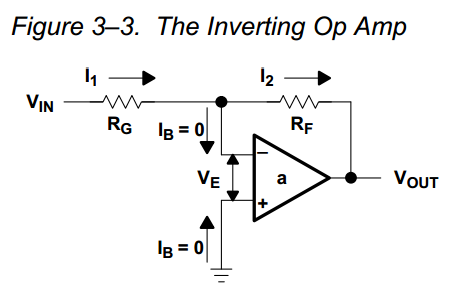 Figure 3–3. The Inverting Op Amp
I1
I2
VIN
RG
IB = 0
RF
–
VE
a
VOUT
+
IB = 0